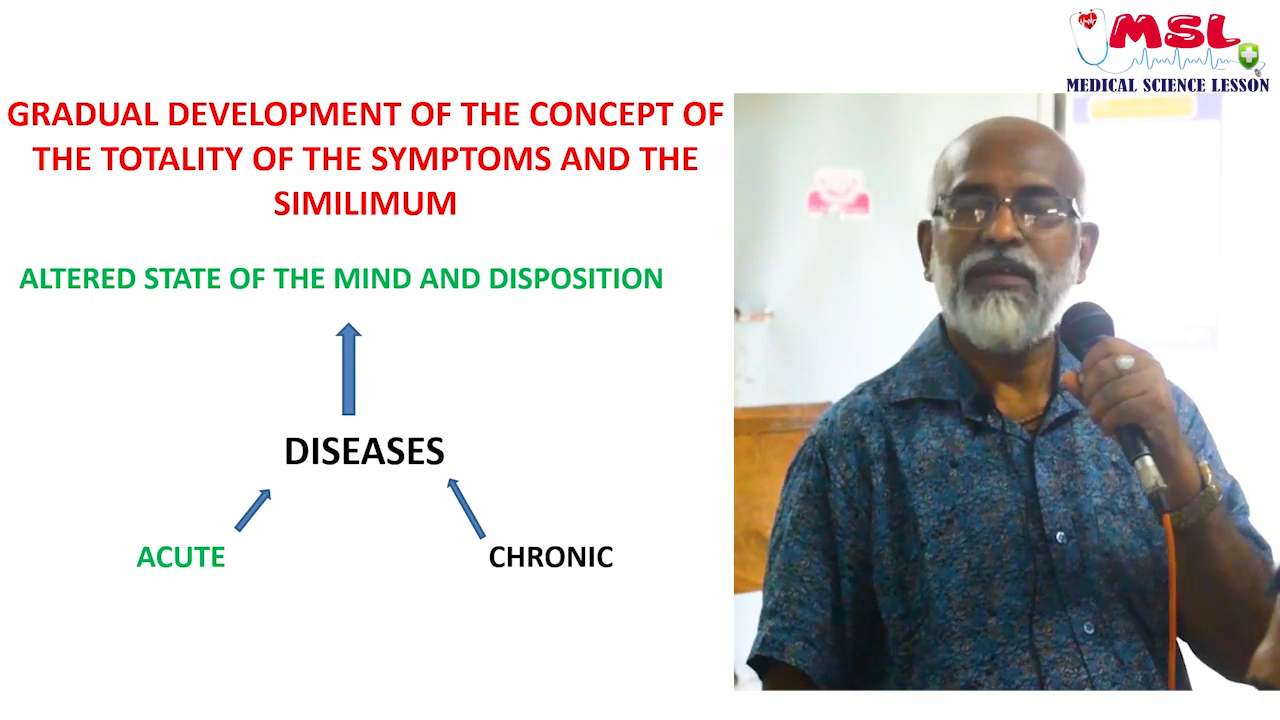 MSL
MEDICAL SCIENCE LESSON
GRADUAL DEVELOPMENT OF THE CONCEPT OF
THE TOTALITY OF THE SYMPTOMS AND THE
SIMILIMUM
ALTERED STATE OF THE MIND AND DISPOSITION
DISEASES
ACUTE
CHRONIC